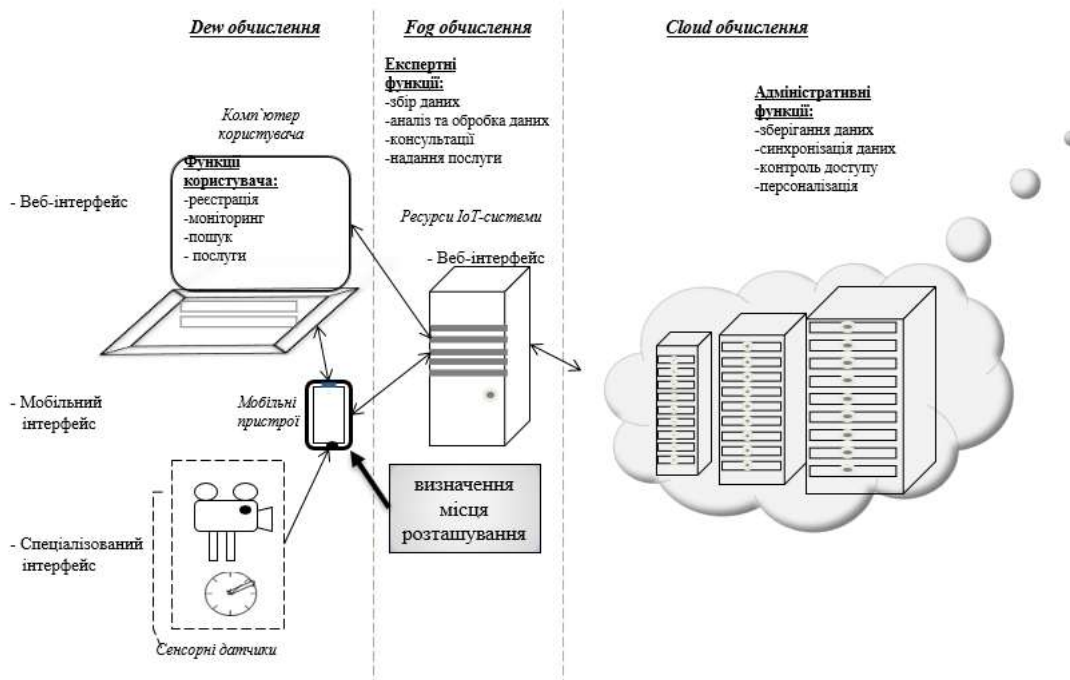 Dew обчислення
Fog обчислення
Cloud обчислення
Експертні
функції:
-збір даних
-аналіз та обробка даних
-консультації
-надання послуги
Адміністративні
функції:
-зберігання даних
-синхронізація даних
-контроль доступу
-персоналізація
Комп`ютер
користувача
Функції
користувача:
-реєстрація
-моніторинг
-пошук
- послуги
- Веб-інтерфейс
Ресурси IoT-системи
- Веб-інтерфейс
- Мобільний
інтерфейс
Мобільні
пристрої
визначення
місця
розташування
- Спеціалізований
інтерфейс
Сенсорні датчики